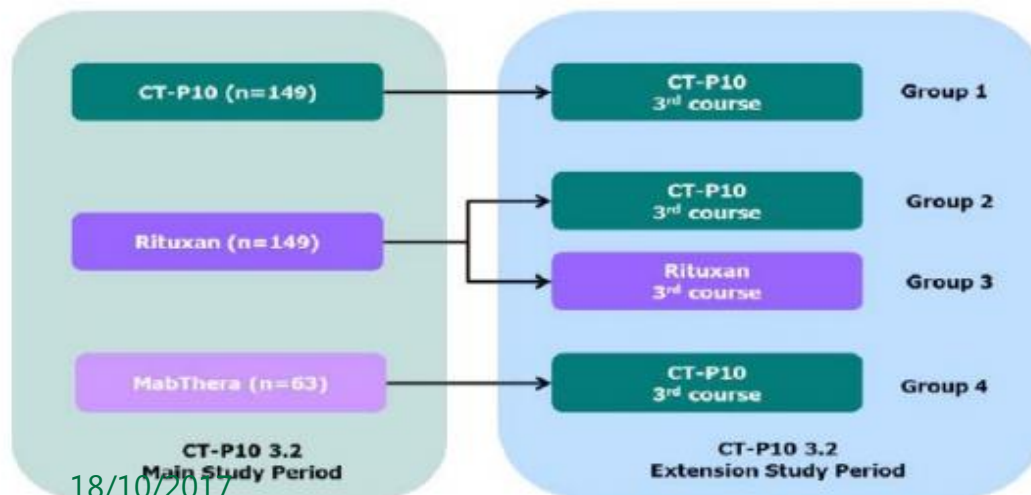 CT-P10 (n=149)
CT-P10
3rd course
Group 1
Rituxan (n=149)
CT-P10
3rd course
Group 2
Rituxan
3rd course
Group 3
MabThera (n=63)
CT-P10
3rd course
Group 4
CT-P10 3.2
Main Study Period
CT-P10 3.2
Extension Study Period
18/10/2017